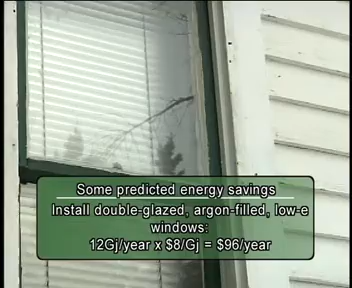 Some predicted energy savings
Install double-glazed, argon-filled, low-e
windows:
12Gj/year x $8/Gj = $96/year